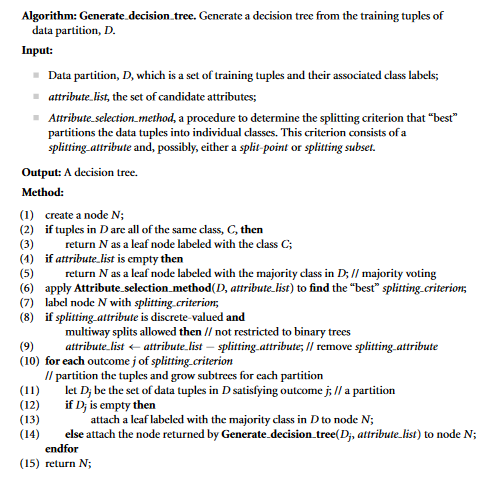 Algorithm: Generate_decision_tree. Generate a decision tree from the training tuples of
data partition, D.
Input:
Data partition, D, which is a set of training tuples and their associated class labels;
attribute_list, the set of candidate attributes;
Attribute_selection_method, a procedure to determine the splitting criterion that “best”
partitions the data tuples into individual classes. This criterion consists of a
splitting_attribute and, possibly, either a split-point or splitting subset.
Output: A decision tree.
Method:
(1) create a node N;
(2) if tuples in D are all of the same class, C, then
(3) return N as a leaf node labeled with the class C;
(4) if attribute_list is empty then
(5) return N as a leaf node labeled with the majority class in D; // majority voting
(6) apply Attribute_selection_method(D, attribute_list) to find the “best” splitting_criterion;
(7) label node N with splitting_criterion;
(8) if splitting_attribute is discrete-valued and
multiway splits allowed then // not restricted to binary trees
(9) attribute_list ← attribute_list − splitting_attribute; // remove splitting_attribute
(10) for each outcome j of splitting_criterion
// partition the tuples and grow subtrees for each partition
(11) let Dj be the set of data tuples in D satisfying outcome j; // a partition
(12) if Dj is empty then
(13) attach a leaf labeled with the majority class in D to node N;
(14) else attach the node returned by Generate_decision_tree(Dj, attribute_list) to node N;
endfor
(15) return N;